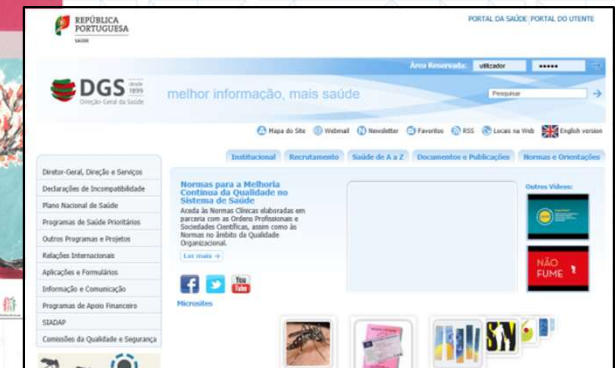 REPÚBLICA
PORTUGUESA
SAÚDE
PORTAL DA SAÚDE PORTAL DO UTENTE
Área Reservada: utilizador •••••
DGS desde 1899
Direção-Geral da Saúde
melhor informação, mais saúde
Pesquisar
Mapa do Site Webmail Newsletter Favoritos RSS Locais na Web English version
Institucional Recrutamento Saúde de A a Z Documentos e Publicações Normas e Orientações
Diretor-Geral, Direção e Serviços
Declarações de Incompatibilidade
Plano Nacional de Saúde
Programas de Saúde Prioritários
Outros Programas e Projetos
Relações Internacionais
Aplicações e Formulários
Informação e Comunicação
Programas de Apoio Financeiro
SIADAP
Comissões da Qualidade e Segurança
Normas para a Melhoria
Contínua da Qualidade no
Sistema de Saúde
Aceda às Normas Clínicas elaboradas em
parceria com as Ordens Profissionais e
Sociedades Científicas, assim como às
Normas no âmbito da Qualidade
Organizacional.
Ler mais
You
Tube
Microsites
Outros Vídeos:
NÃO
FUME